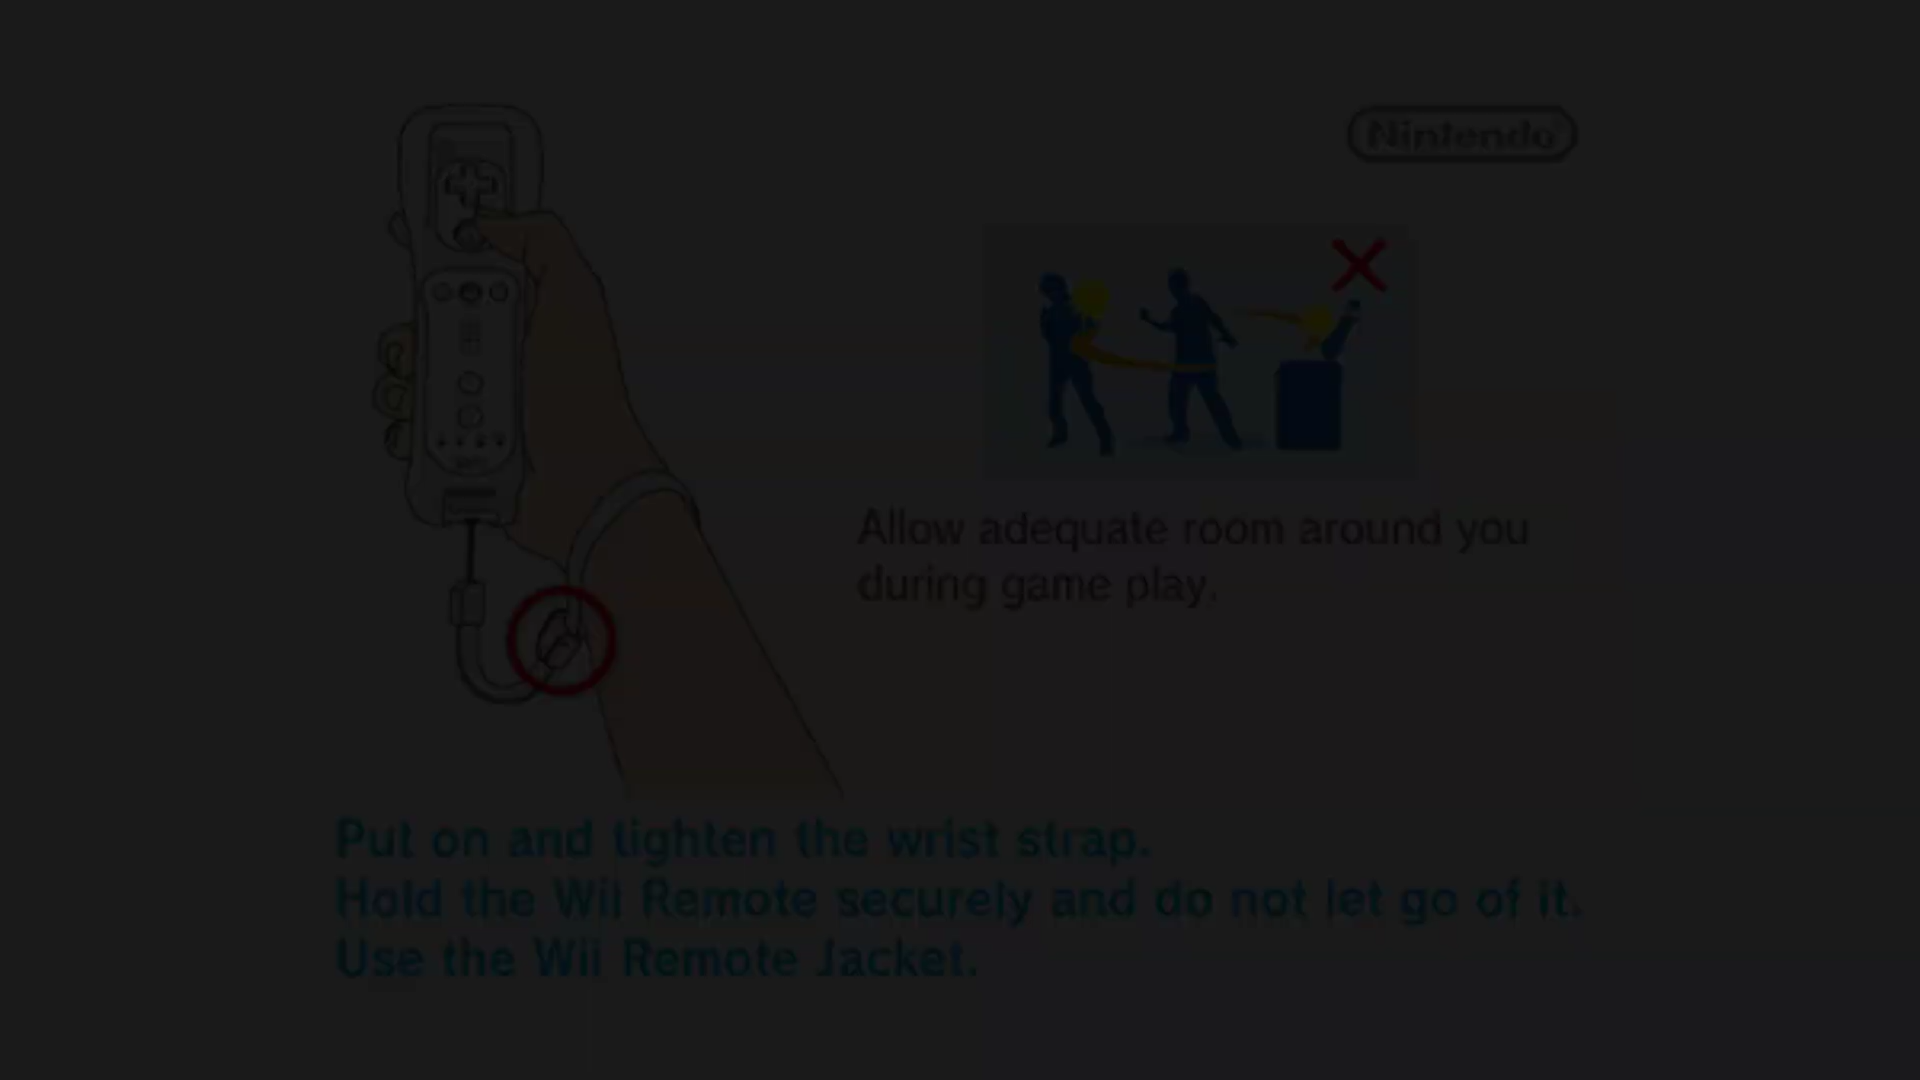 Nintendo
Allow adequate room around you
during game play.
Put on and tighten the wrist strap.
Hold the Wii Remote securely and do not let go of it.
Use the Wii Remote Jacket.